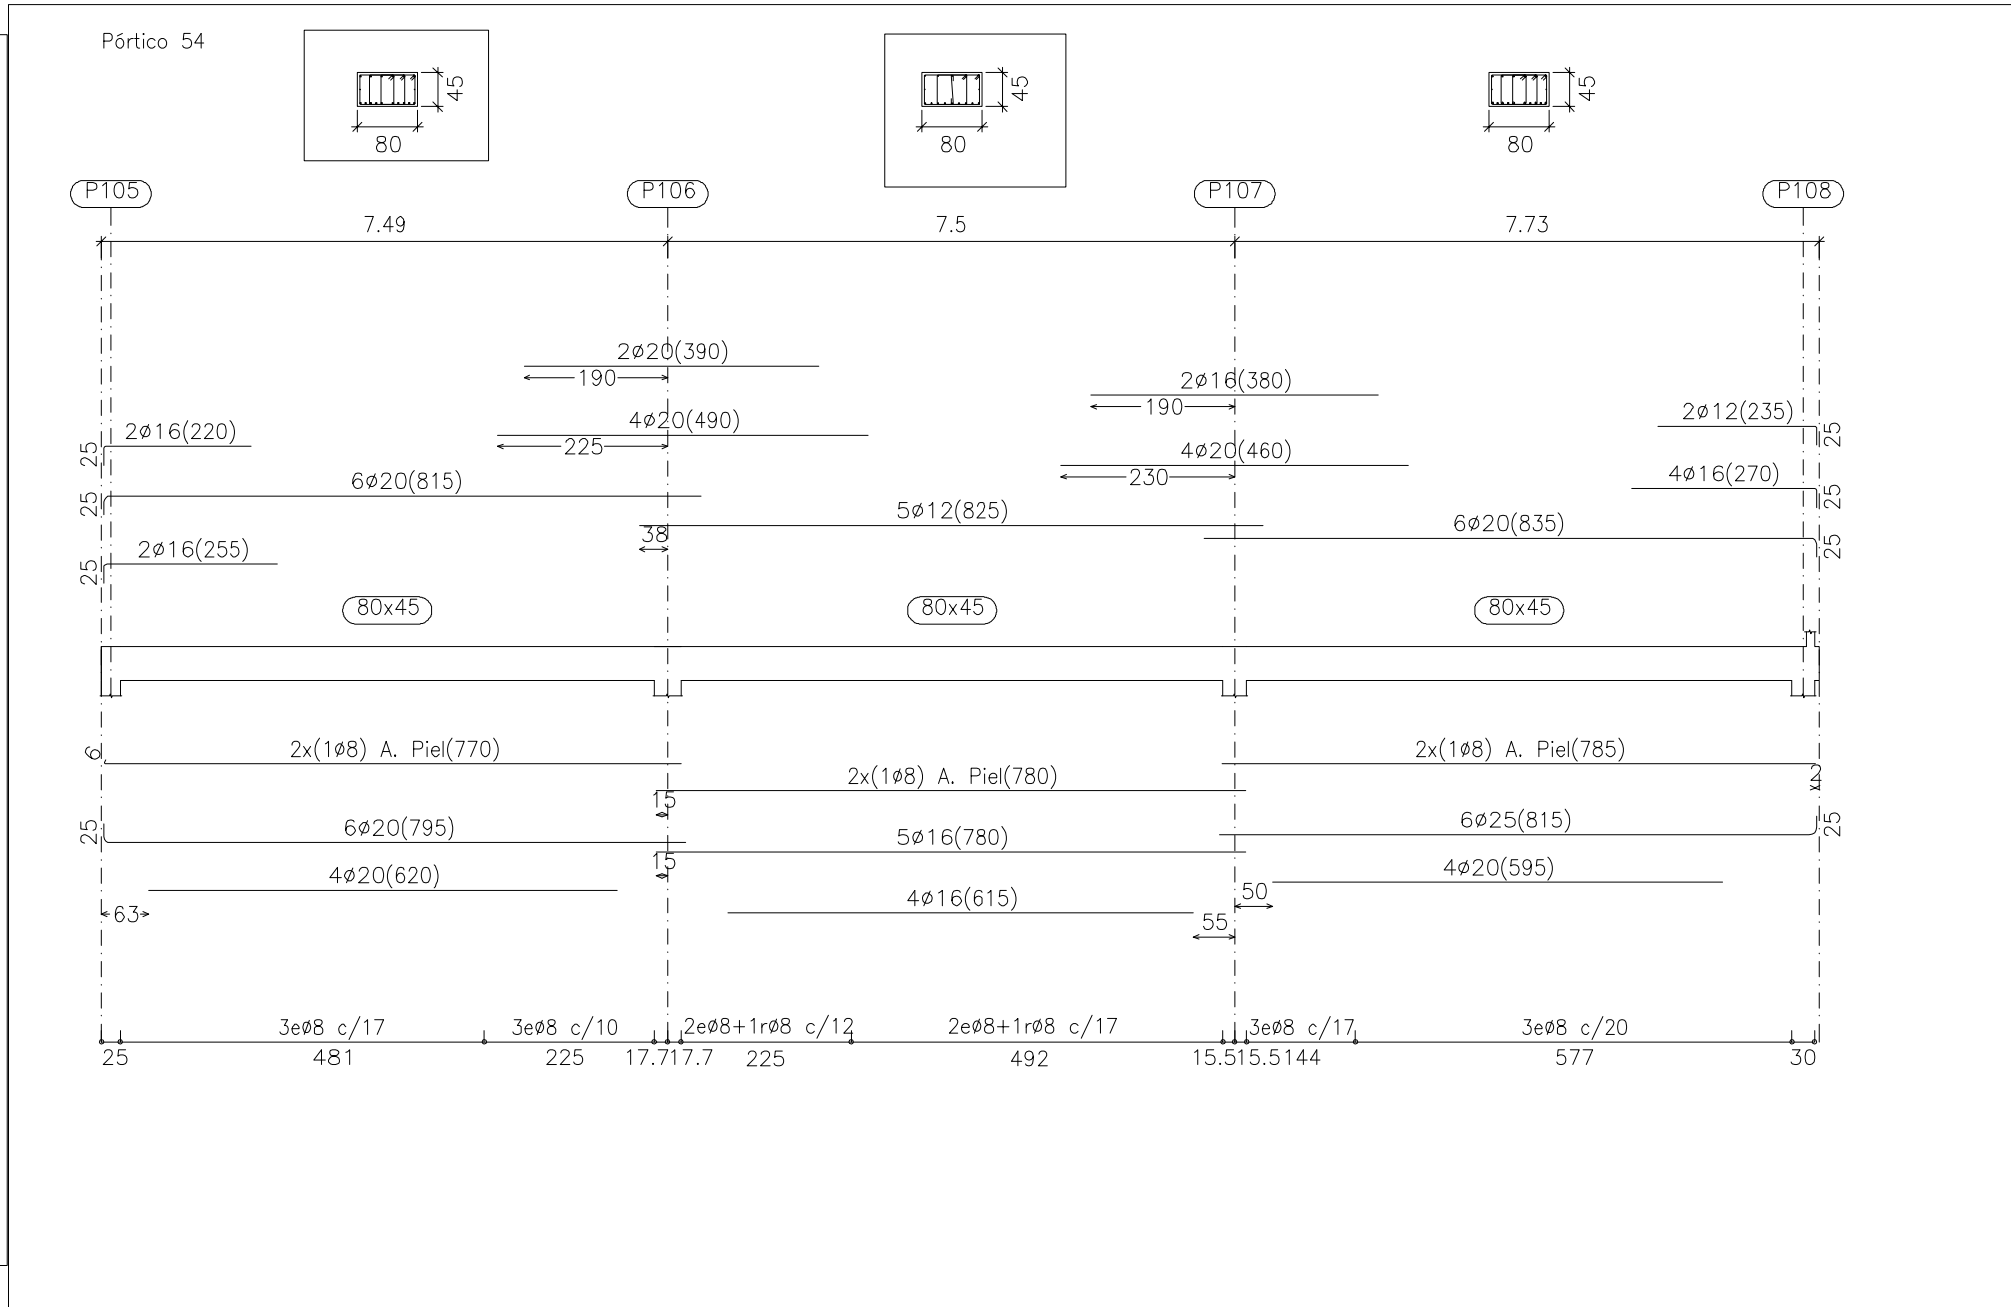 Pórtico 54
45
80
45
80
45
80
P105
P106
P107
P108
7.49
7.5
7.73
2ø20(390)
190
2ø16(380)
190
2ø12(235)
25
4ø20(490)
225
2ø16(220)
25
4ø20(460)
230
4ø16(270)
25
6ø20(815)
25
5ø12(825)
38
6ø20(835)
25
2ø16(255)
25
80x45
80x45
80x45
2x(1ø8) A. Piel(770)
6
2x(1ø8) A. Piel(780)
15
2x(1ø8) A. Piel(785)
2
6ø20(795)
25
5ø16(780)
15
6ø25(815)
25
4ø20(620)
63
4ø16(615)
55
4ø20(595)
50
3eø8 c/17
3eø8 c/10
2eø8+1rø8 c/12
2eø8+1rø8 c/17
3eø8 c/17
3eø8 c/20
25
481
225
17.717.7
225
492
15.515.5144
577
30